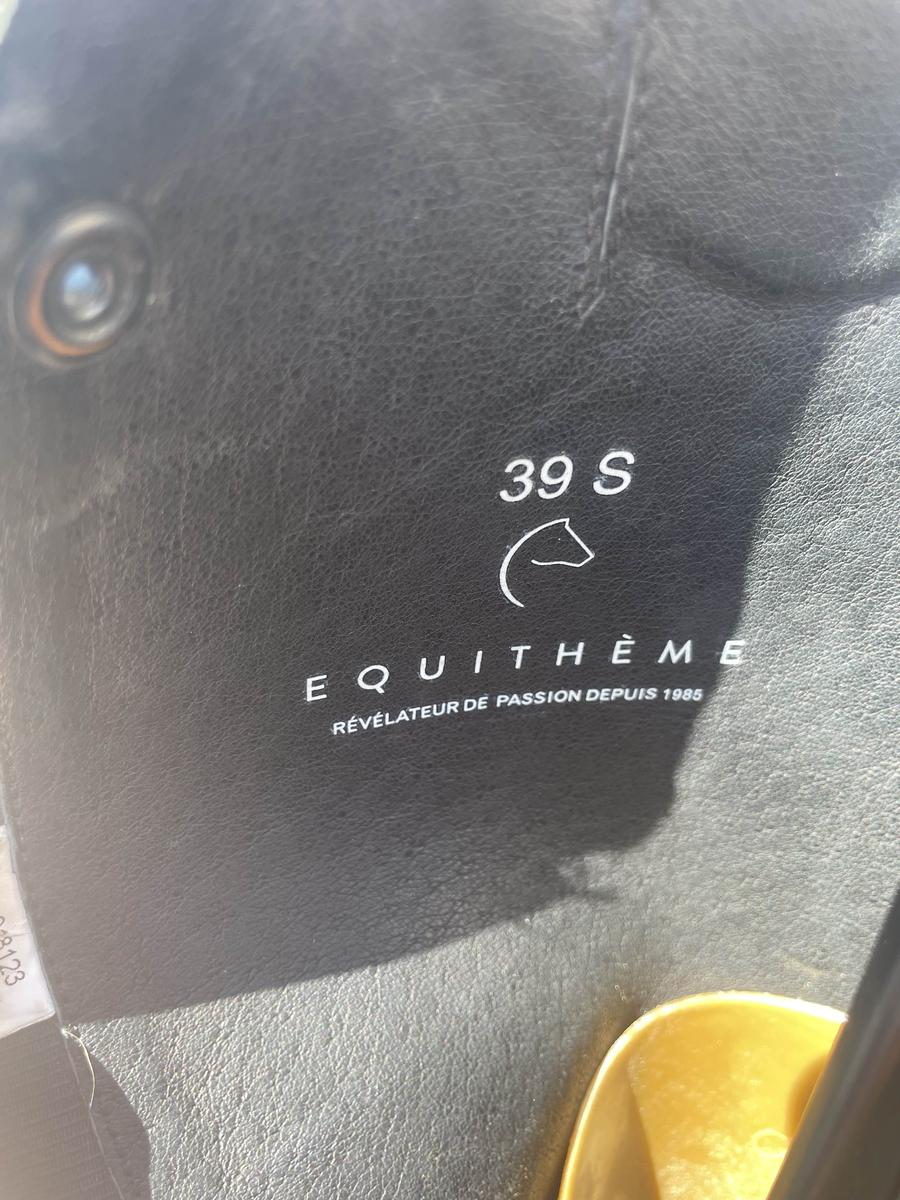 39 S
EQUITHÈME
RÉVÉLATEUR DE PASSION DEPUIS 1985